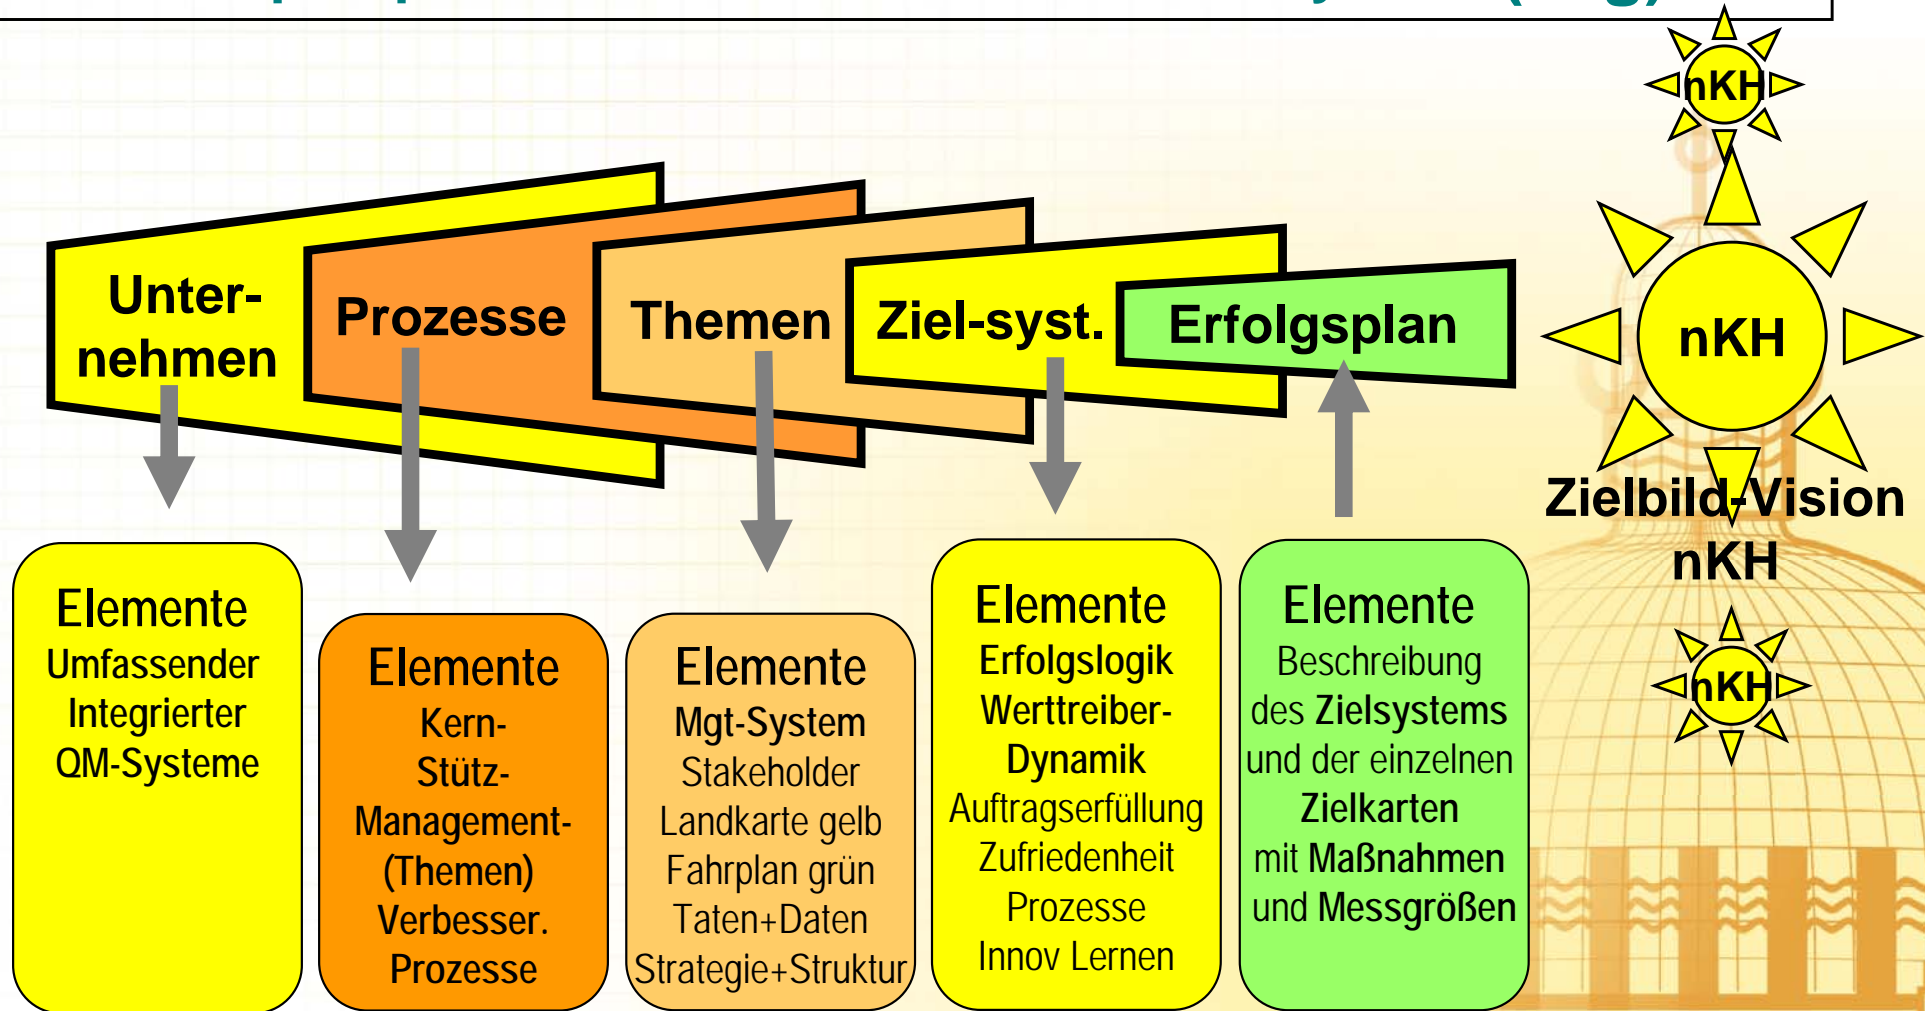 nKH
Unter-
nehmen
Prozesse
Themen
Ziel-syst.
Erfolgsplan
nKH
Zielbild-Vision
nKH
nKH
Elemente
Umfassender
Integrierter
QM-Systeme
Elemente
Kern-
Stütz-
Management-
(Themen)
Verbesser.
Prozesse
Elemente
Mgt-System
Stakeholder
Landkarte gelb
Fahrplan grün
Taten+Daten
Strategie+Struktur
Elemente
Erfolgslogik
Werttreiber-
Dynamik
Auftragserfüllung
Zufriedenheit
Prozesse
Innov Lernen
Elemente
Beschreibung
des Zielsystems
und der einzelnen
Zielkarten
mit Maßnahmen
und Messgrößen